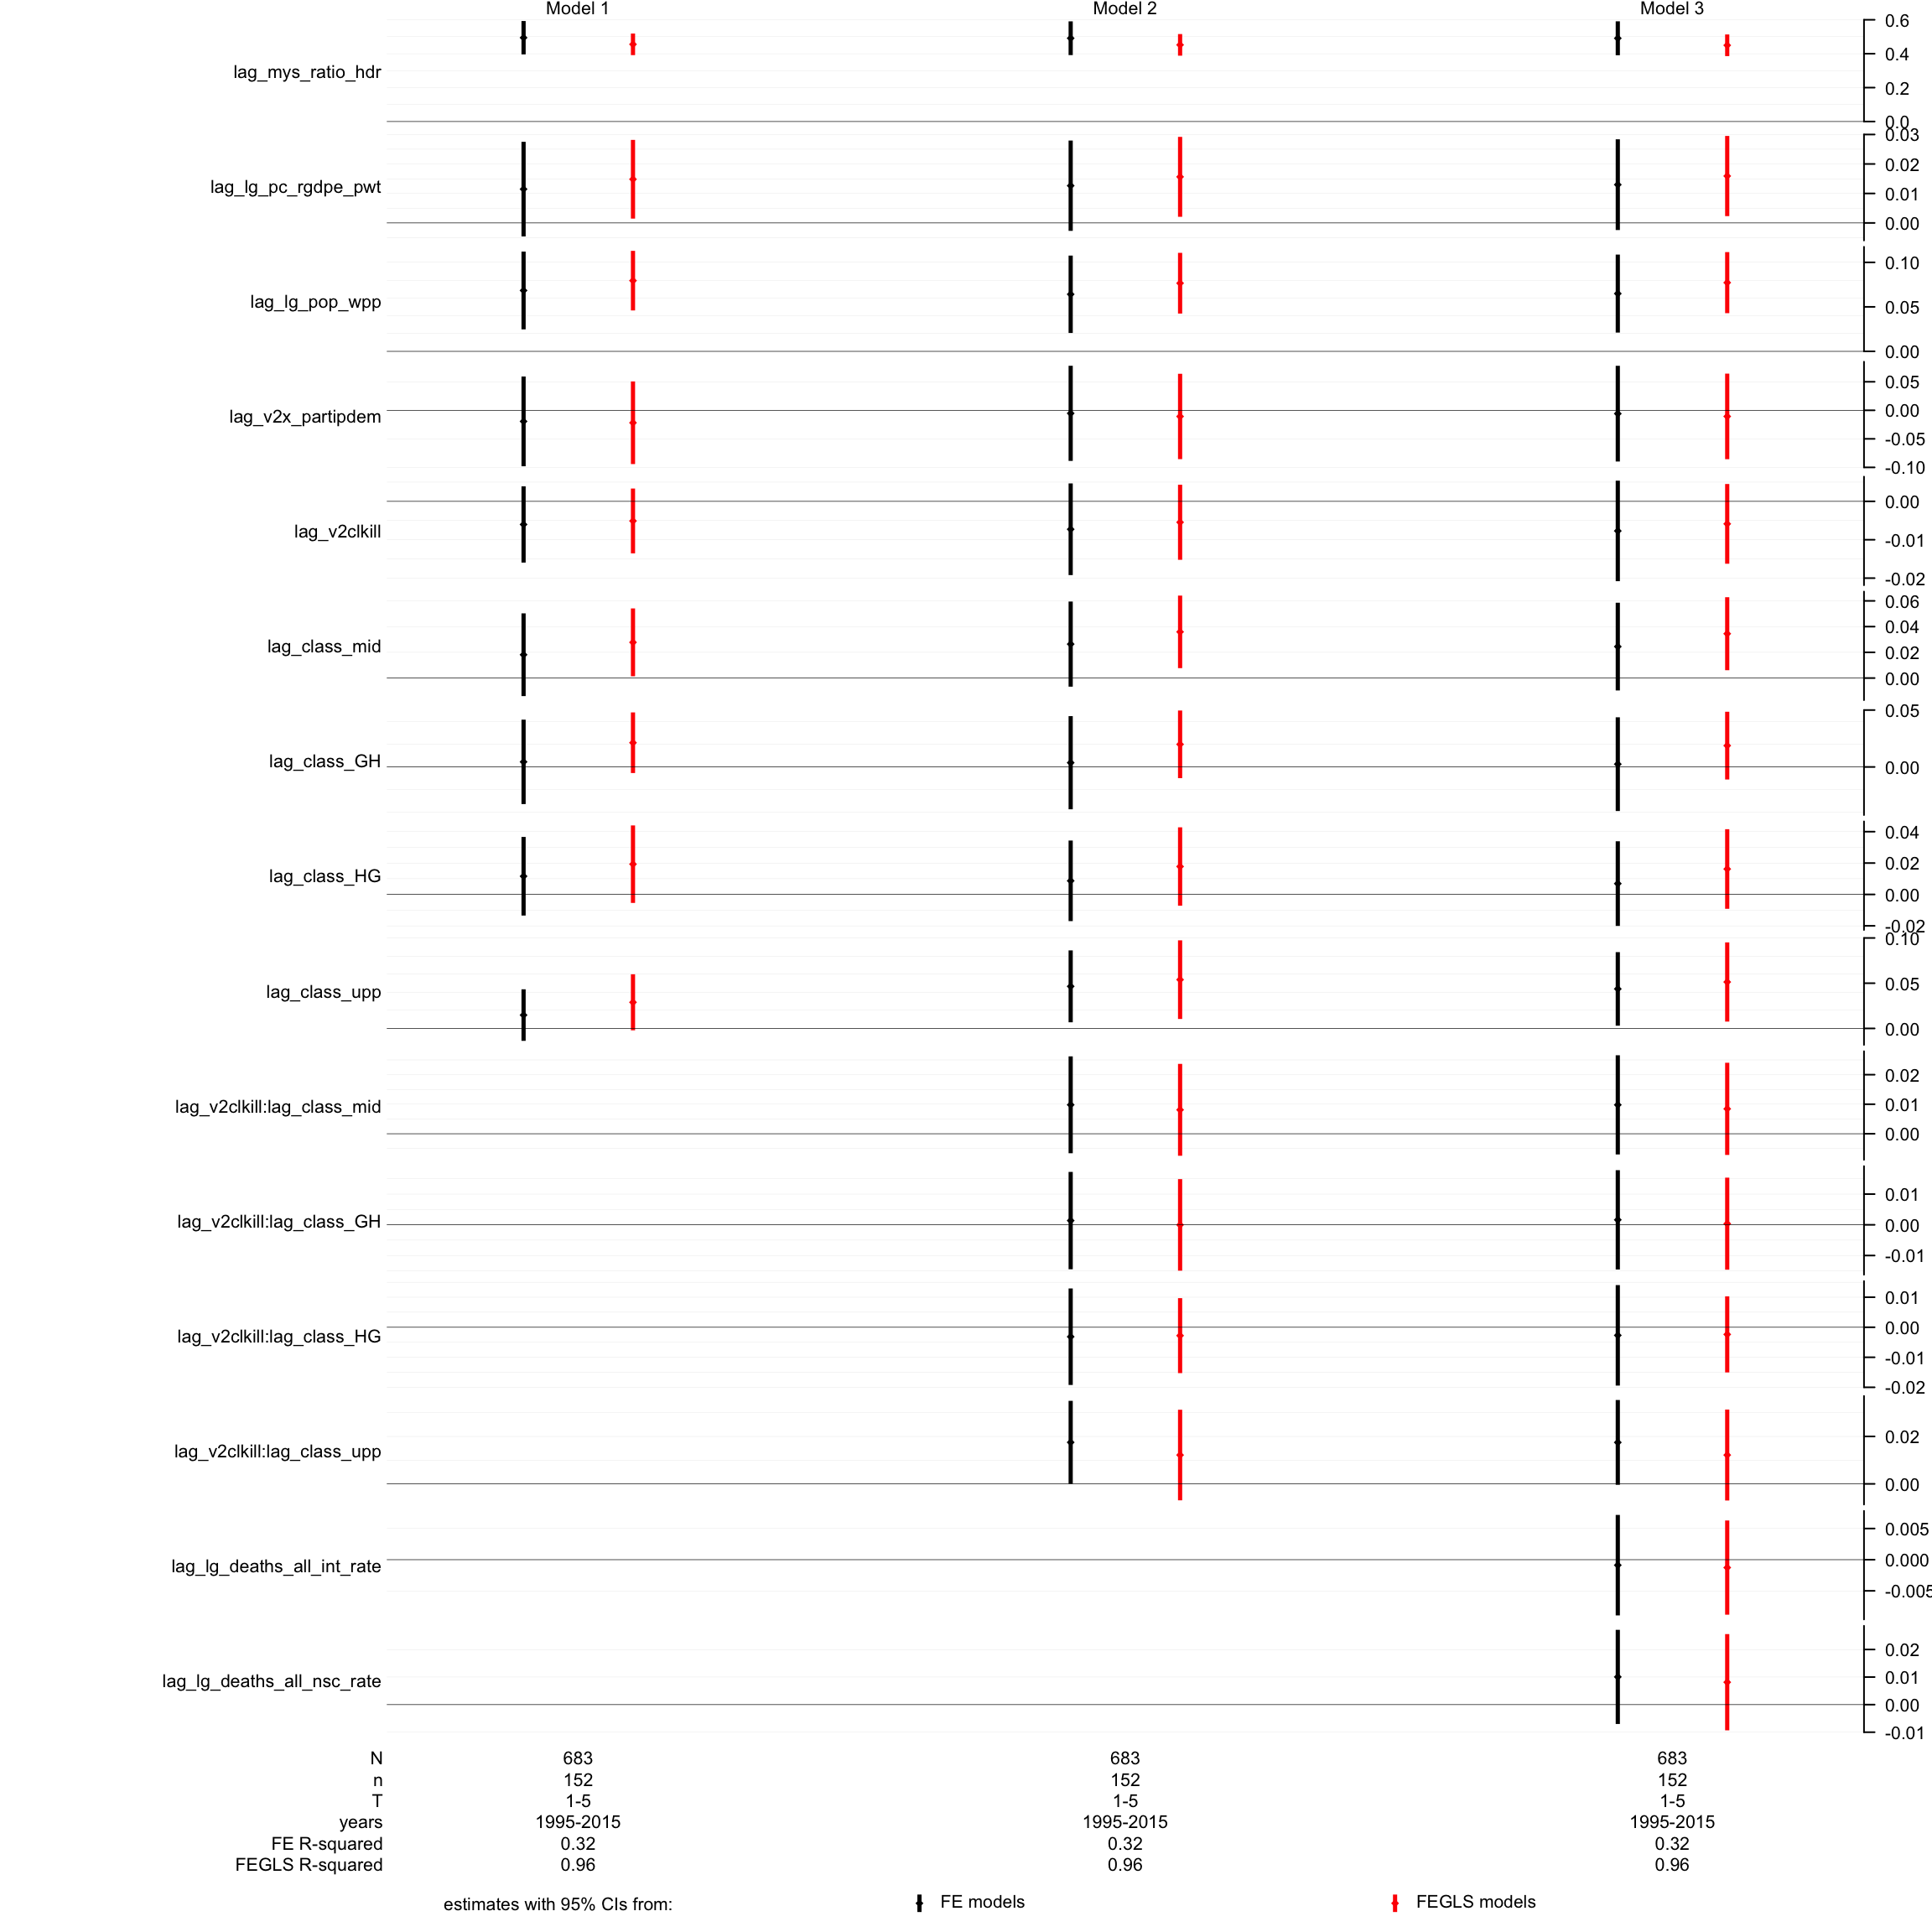 Model 1 Model 2 Model 3
lag_mys_ratio_hdr
0.6
0.4
0.2
0.0
lag_lg_pc_rgdpe_pwt
0.03
0.02
0.01
0.00
lag_lg_pop_wpp
0.10
0.05
0.00
lag_v2x_partipdem
0.05
0.00
-0.05
-0.10
lag_v2clkill
0.00
-0.01
-0.02
lag_class_mid
0.06
0.04
0.02
0.00
lag_class_GH
0.05
0.00
lag_class_HG
0.04
0.02
0.00
-0.02
lag_class_upp
0.10
0.05
0.00
lag_v2clkill:lag_class_mid
0.02
0.01
0.00
lag_v2clkill:lag_class_GH
0.01
0.00
-0.01
lag_v2clkill:lag_class_HG
0.01
0.00
-0.01
-0.02
lag_v2clkill:lag_class_upp
0.02
0.00
lag_lg_deaths_all_int_rate
0.005
0.000
-0.005
lag_lg_deaths_all_nsc_rate
0.02
0.01
0.00
-0.01
N 683 683 683
n 152 152 152
T 1-5 1-5 1-5
years 1995-2015 1995-2015 1995-2015
FE R-squared 0.32 0.32 0.32
FEGLS R-squared 0.96 0.96 0.96
estimates with 95% CIs from: FE models FEGLS models